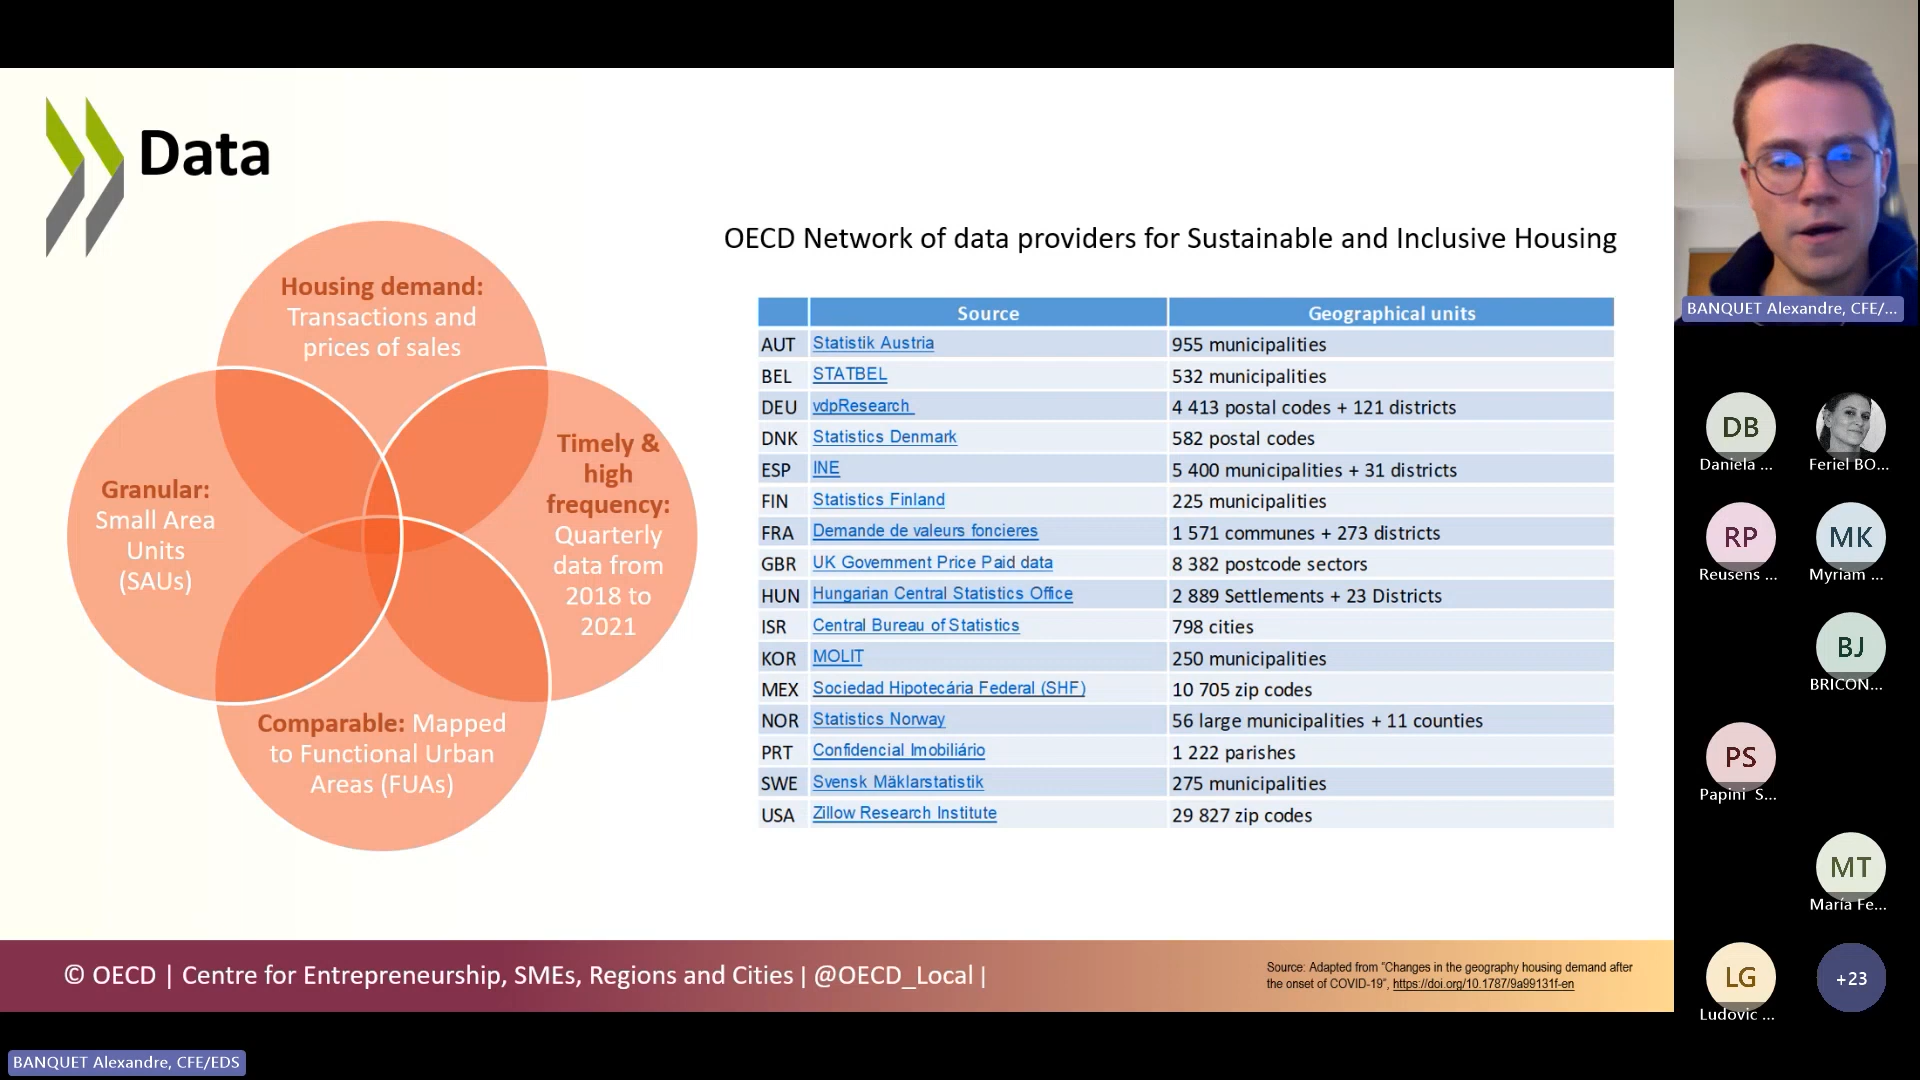 Data
OECD Network of data providers for Sustainable and Inclusive Housing
Housing demand:
Transactions and
prices of sales
Granular:
Small Area
Units
(SAUs)
Timely &
high
frequency:
Quarterly
data from
2018 to
2021
Comparable: Mapped
to Functional Urban
Areas (FUAs)
Source Geographical units
AUT Statistik Austria 955 municipalities
BEL STATBEL 532 municipalities
DEU vdpResearch 4 413 postal codes + 121 districts
DNK Statistics Denmark 582 postal codes
ESP INE 5 400 municipalities + 31 districts
FIN Statistics Finland 225 municipalities
FRA Demande de valeurs foncieres 1 571 communes + 273 districts
GBR UK Government Price Paid data 8 382 postcode sectors
HUN Hungarian Central Statistics Office 2 889 Settlements + 23 Districts
ISR Central Bureau of Statistics 798 cities
KOR MOLIT 250 municipalities
MEX Sociedad Hipotecária Federal (SHF) 10 705 zip codes
NOR Statistics Norway 56 large municipalities + 11 counties
PRT Confidencial Imobiliário 1 222 parishes
SWE Svensk Mäklarstatistik 275 municipalities
USA Zillow Research Institute 29 827 zip codes
© OECD | Centre for Entrepreneurship, SMEs, Regions and Cities | @OECD_Local |
Source: Adapted from "Changes in the geography housing demand after
the onset of COVID-19", https://doi.org/10.1787/9a99131f-en
BANQUET Alexandre, CFE/EDS
BANQUET Alexandre, CFE/...
DB
Daniela ...
Feriel BO...
RP
Reusens ...
MK
Myriam ...
BJ
BRICON...
PS
Papini S...
MT
María Fe...
LG
Ludovic ...
+23